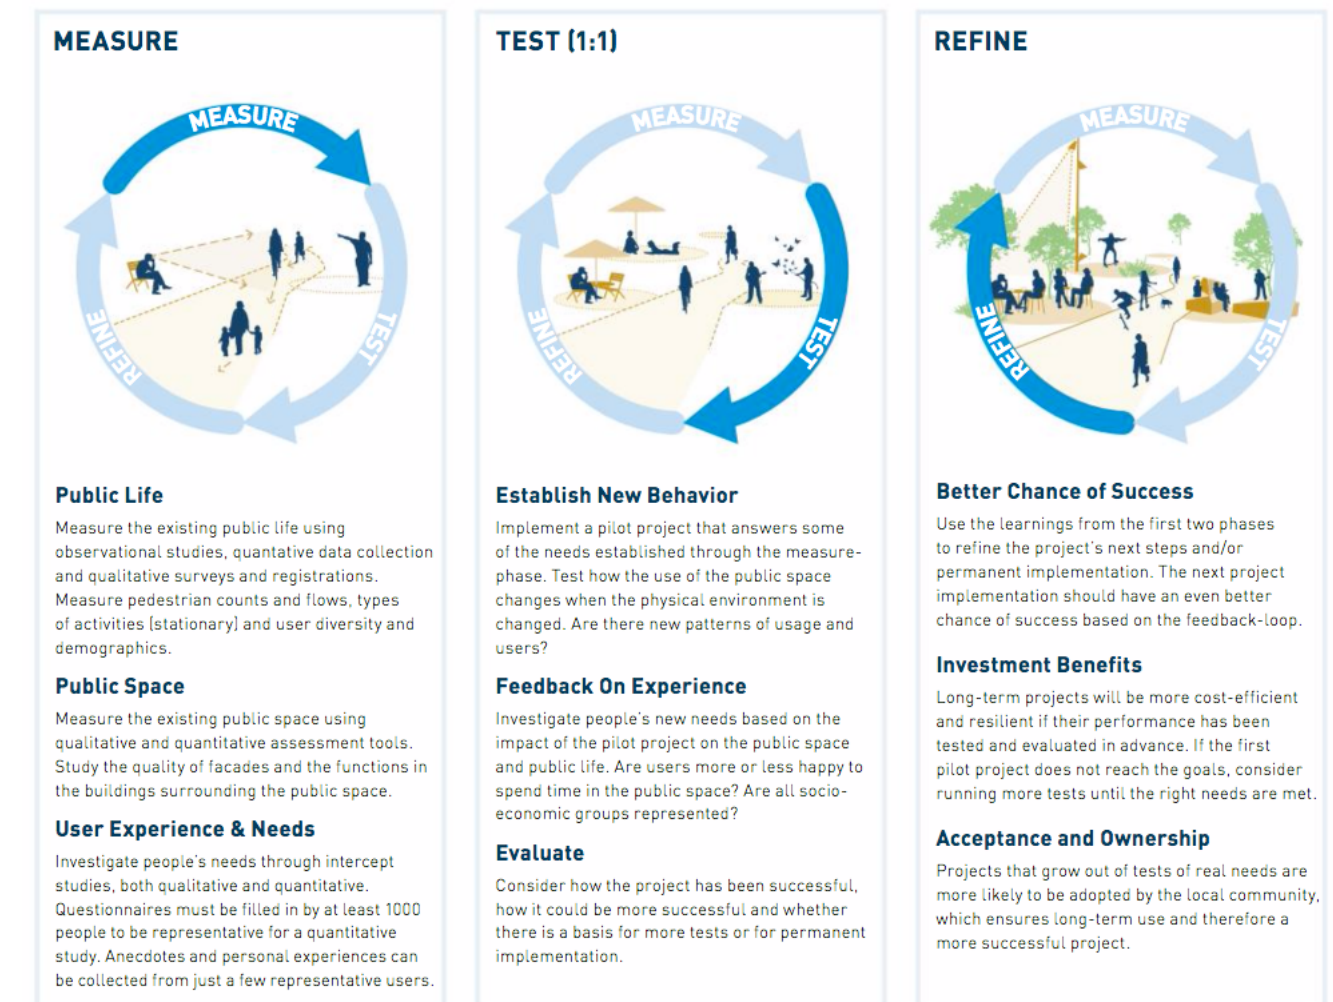 MEASURE
MEASURE
TEST
REFINE
Public Life
Measure the existing public life using
observational studies, quantative data collection
and qualitative surveys and registrations.
Measure pedestrian counts and flows, types
of activities (stationary) and user diversity and
demographics.
Public Space
Measure the existing public space using
qualitative and quantitative assessment tools.
Study the quality of facades and the functions in
the buildings surrounding the public space.
User Experience & Needs
Investigate people's needs through intercept
studies, both qualitative and quantitative.
Questionnaires must be filled in by at least 1000
people to be representative for a quantitative
study. Anecdotes and personal experiences can
be collected from just a few representative users.
TEST (1:1)
MEASURE
TEST
REFINE
Establish New Behavior
Implement a pilot project that answers some
of the needs established through the measure-
phase. Test how the use of the public space
changes when the physical environment is
changed. Are there new patterns of usage and
users?
Feedback On Experience
Investigate people's new needs based on the
impact of the pilot project on the public space
and public life. Are users more or less happy to
spend time in the public space? Are all socio-
economic groups represented?
Evaluate
Consider how the project has been successful,
how it could be more successful and whether
there is a basis for more tests or for permanent
implementation.
REFINE
MEASURE
TEST
REFINE
Better Chance of Success
Use the learnings from the first two phases
to refine the project's next steps and/or
permanent implementation. The next project
implementation should have an even better
chance of success based on the feedback-loop.
Investment Benefits
Long-term projects will be more cost-efficient
and resilient if their performance has been
tested and evaluated in advance. If the first
pilot project does not reach the goals, consider
running more tests until the right needs are met.
Acceptance and Ownership
Projects that grow out of tests of real needs are
more likely to be adopted by the local community,
which ensures long-term use and therefore a
more successful project.